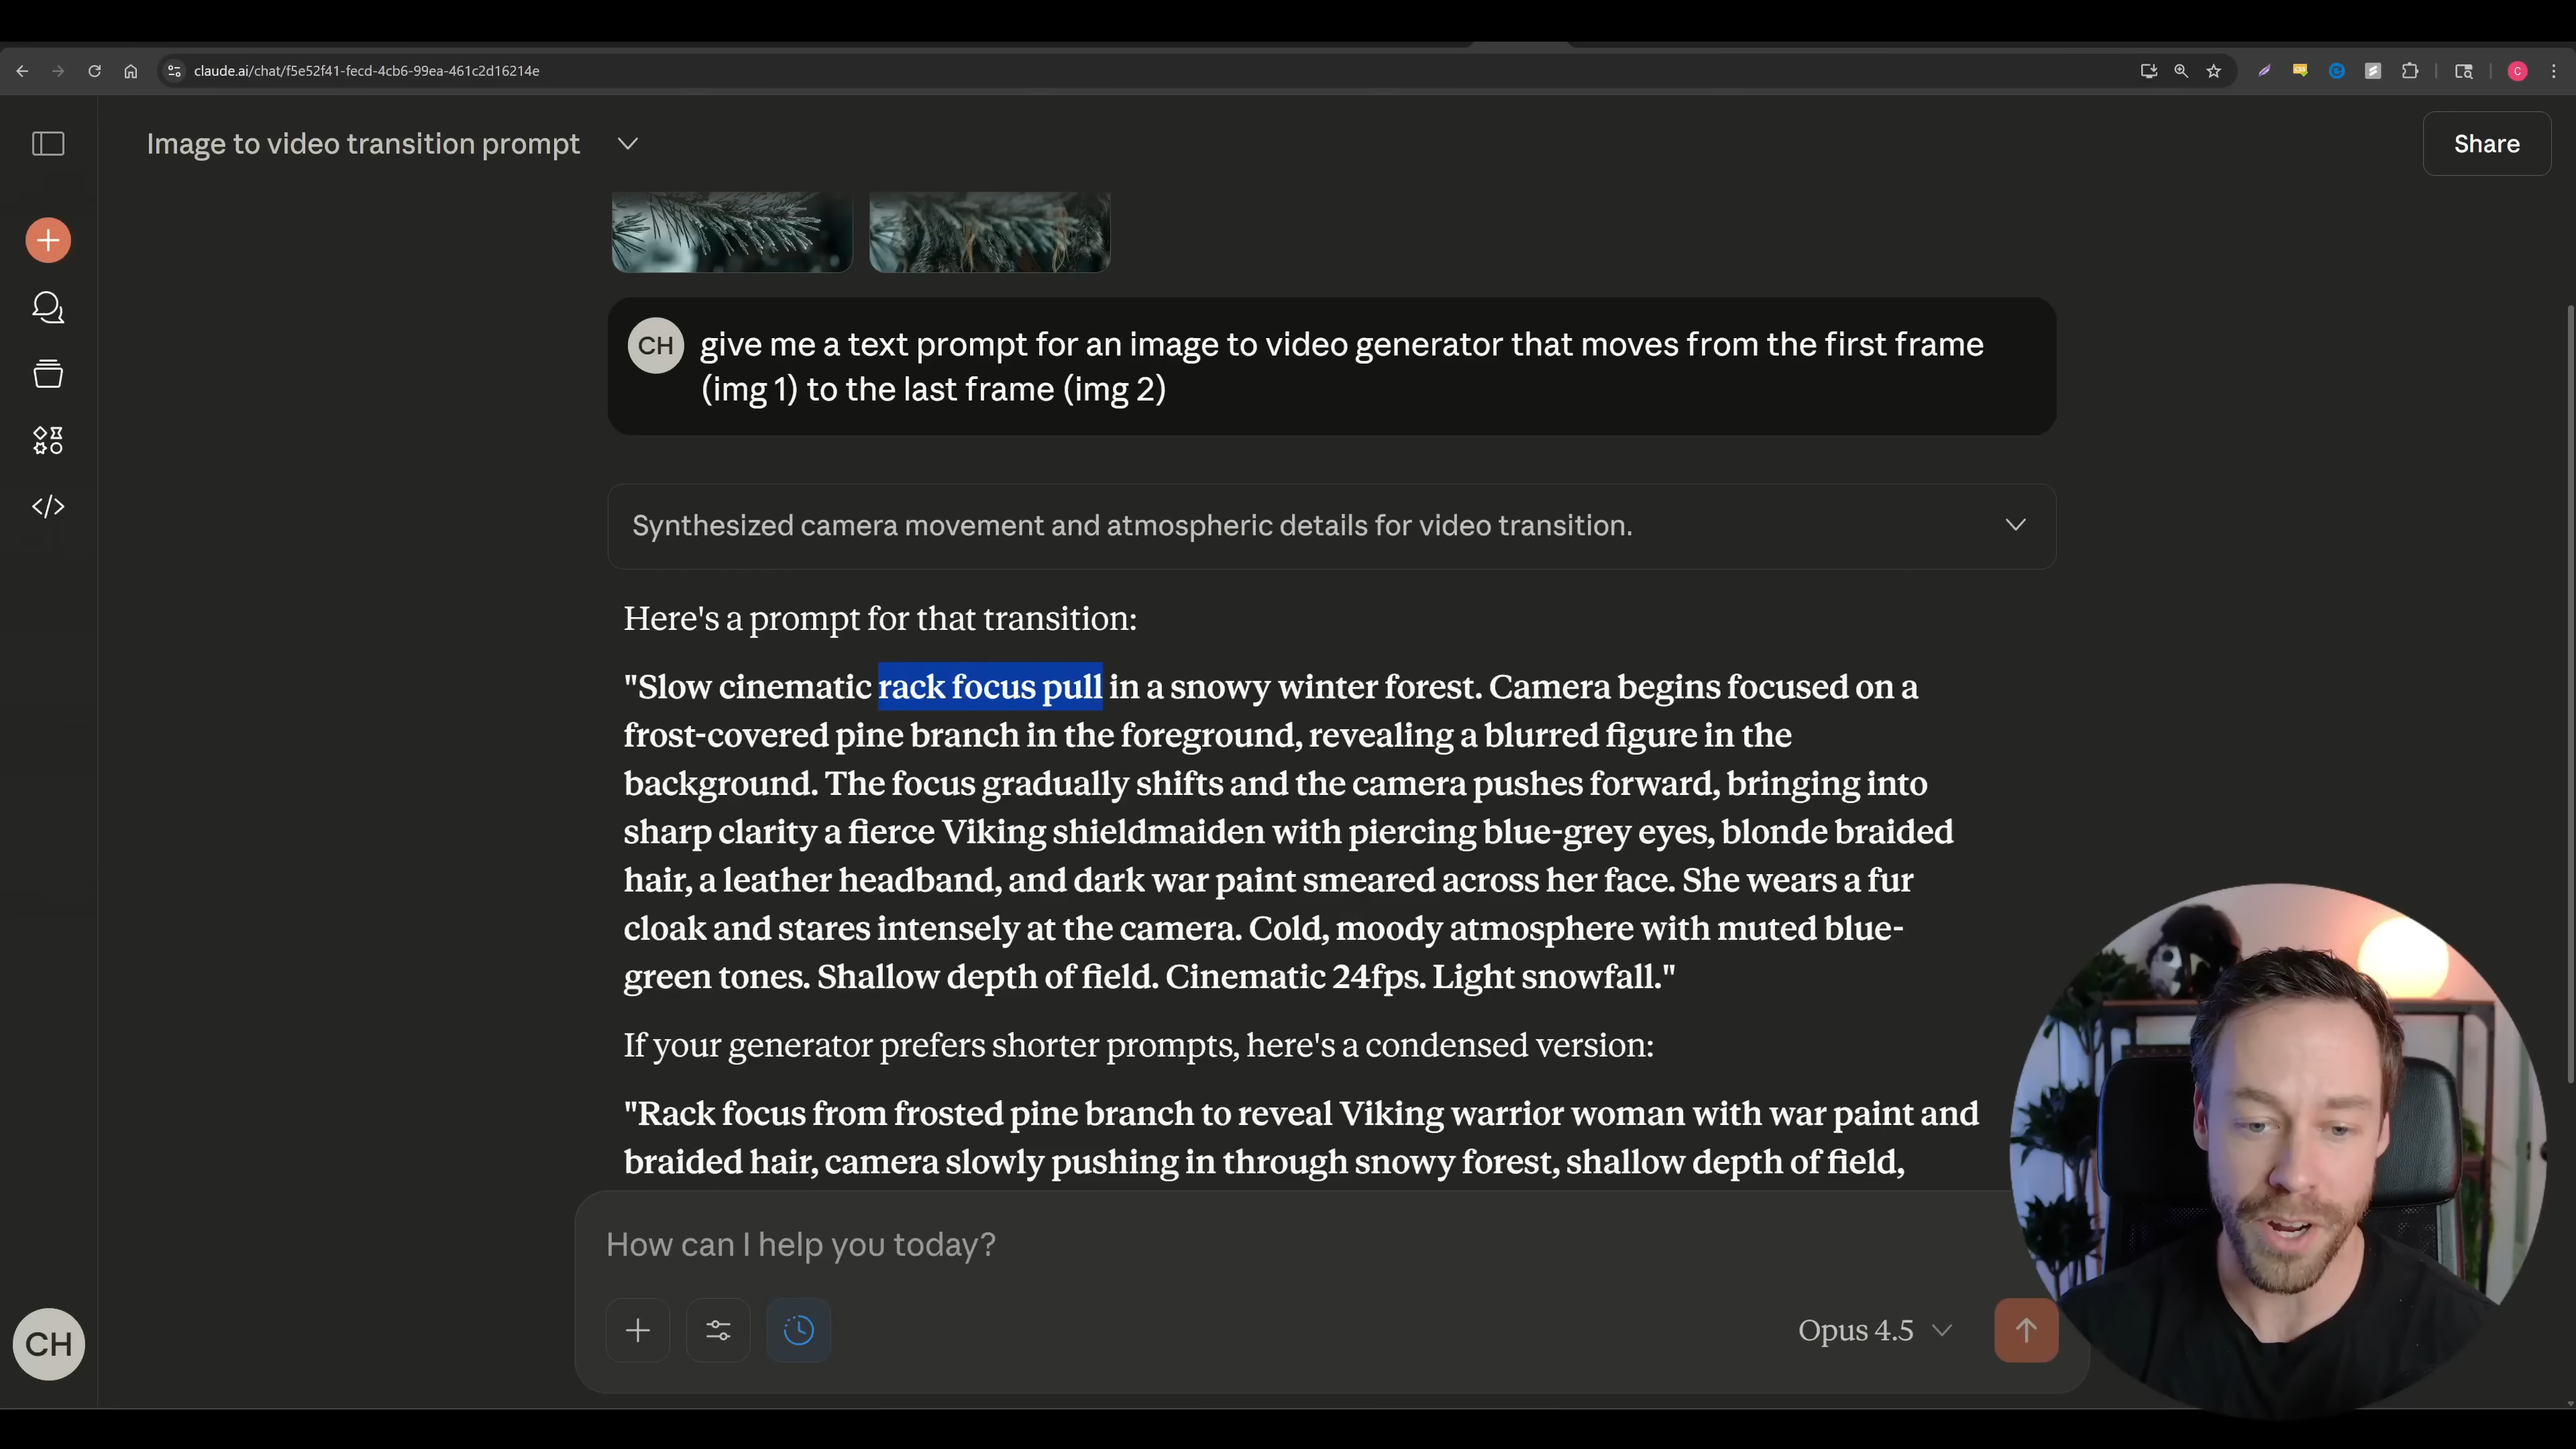 claude.ai/chat/f5e52f41-fecd-4cb6-99ea-461c2d16214e
C
Image to video transition prompt
Share
CH
give me a text prompt for an image to video generator that moves from the first frame
(img 1) to the last frame (img 2)
Synthesized camera movement and atmospheric details for video transition.
Here's a prompt for that transition:
"Slow cinematic rack focus pull in a snowy winter forest. Camera begins focused on a
frost-covered pine branch in the foreground, revealing a blurred figure in the
background. The focus gradually shifts and the camera pushes forward, bringing into
sharp clarity a fierce Viking shieldmaiden with piercing blue-grey eyes, blonde braided
hair, a leather headband, and dark war paint smeared across her face. She wears a fur
cloak and stares intensely at the camera. Cold, moody atmosphere with muted blue-
green tones. Shallow depth of field. Cinematic 24fps. Light snowfall."
If your generator prefers shorter prompts, here's a condensed version:
"Rack focus from frosted pine branch to reveal Viking warrior woman with war paint and
braided hair, camera slowly pushing in through snowy forest, shallow depth of field,
How can I help you today?
Opus 4.5
CH